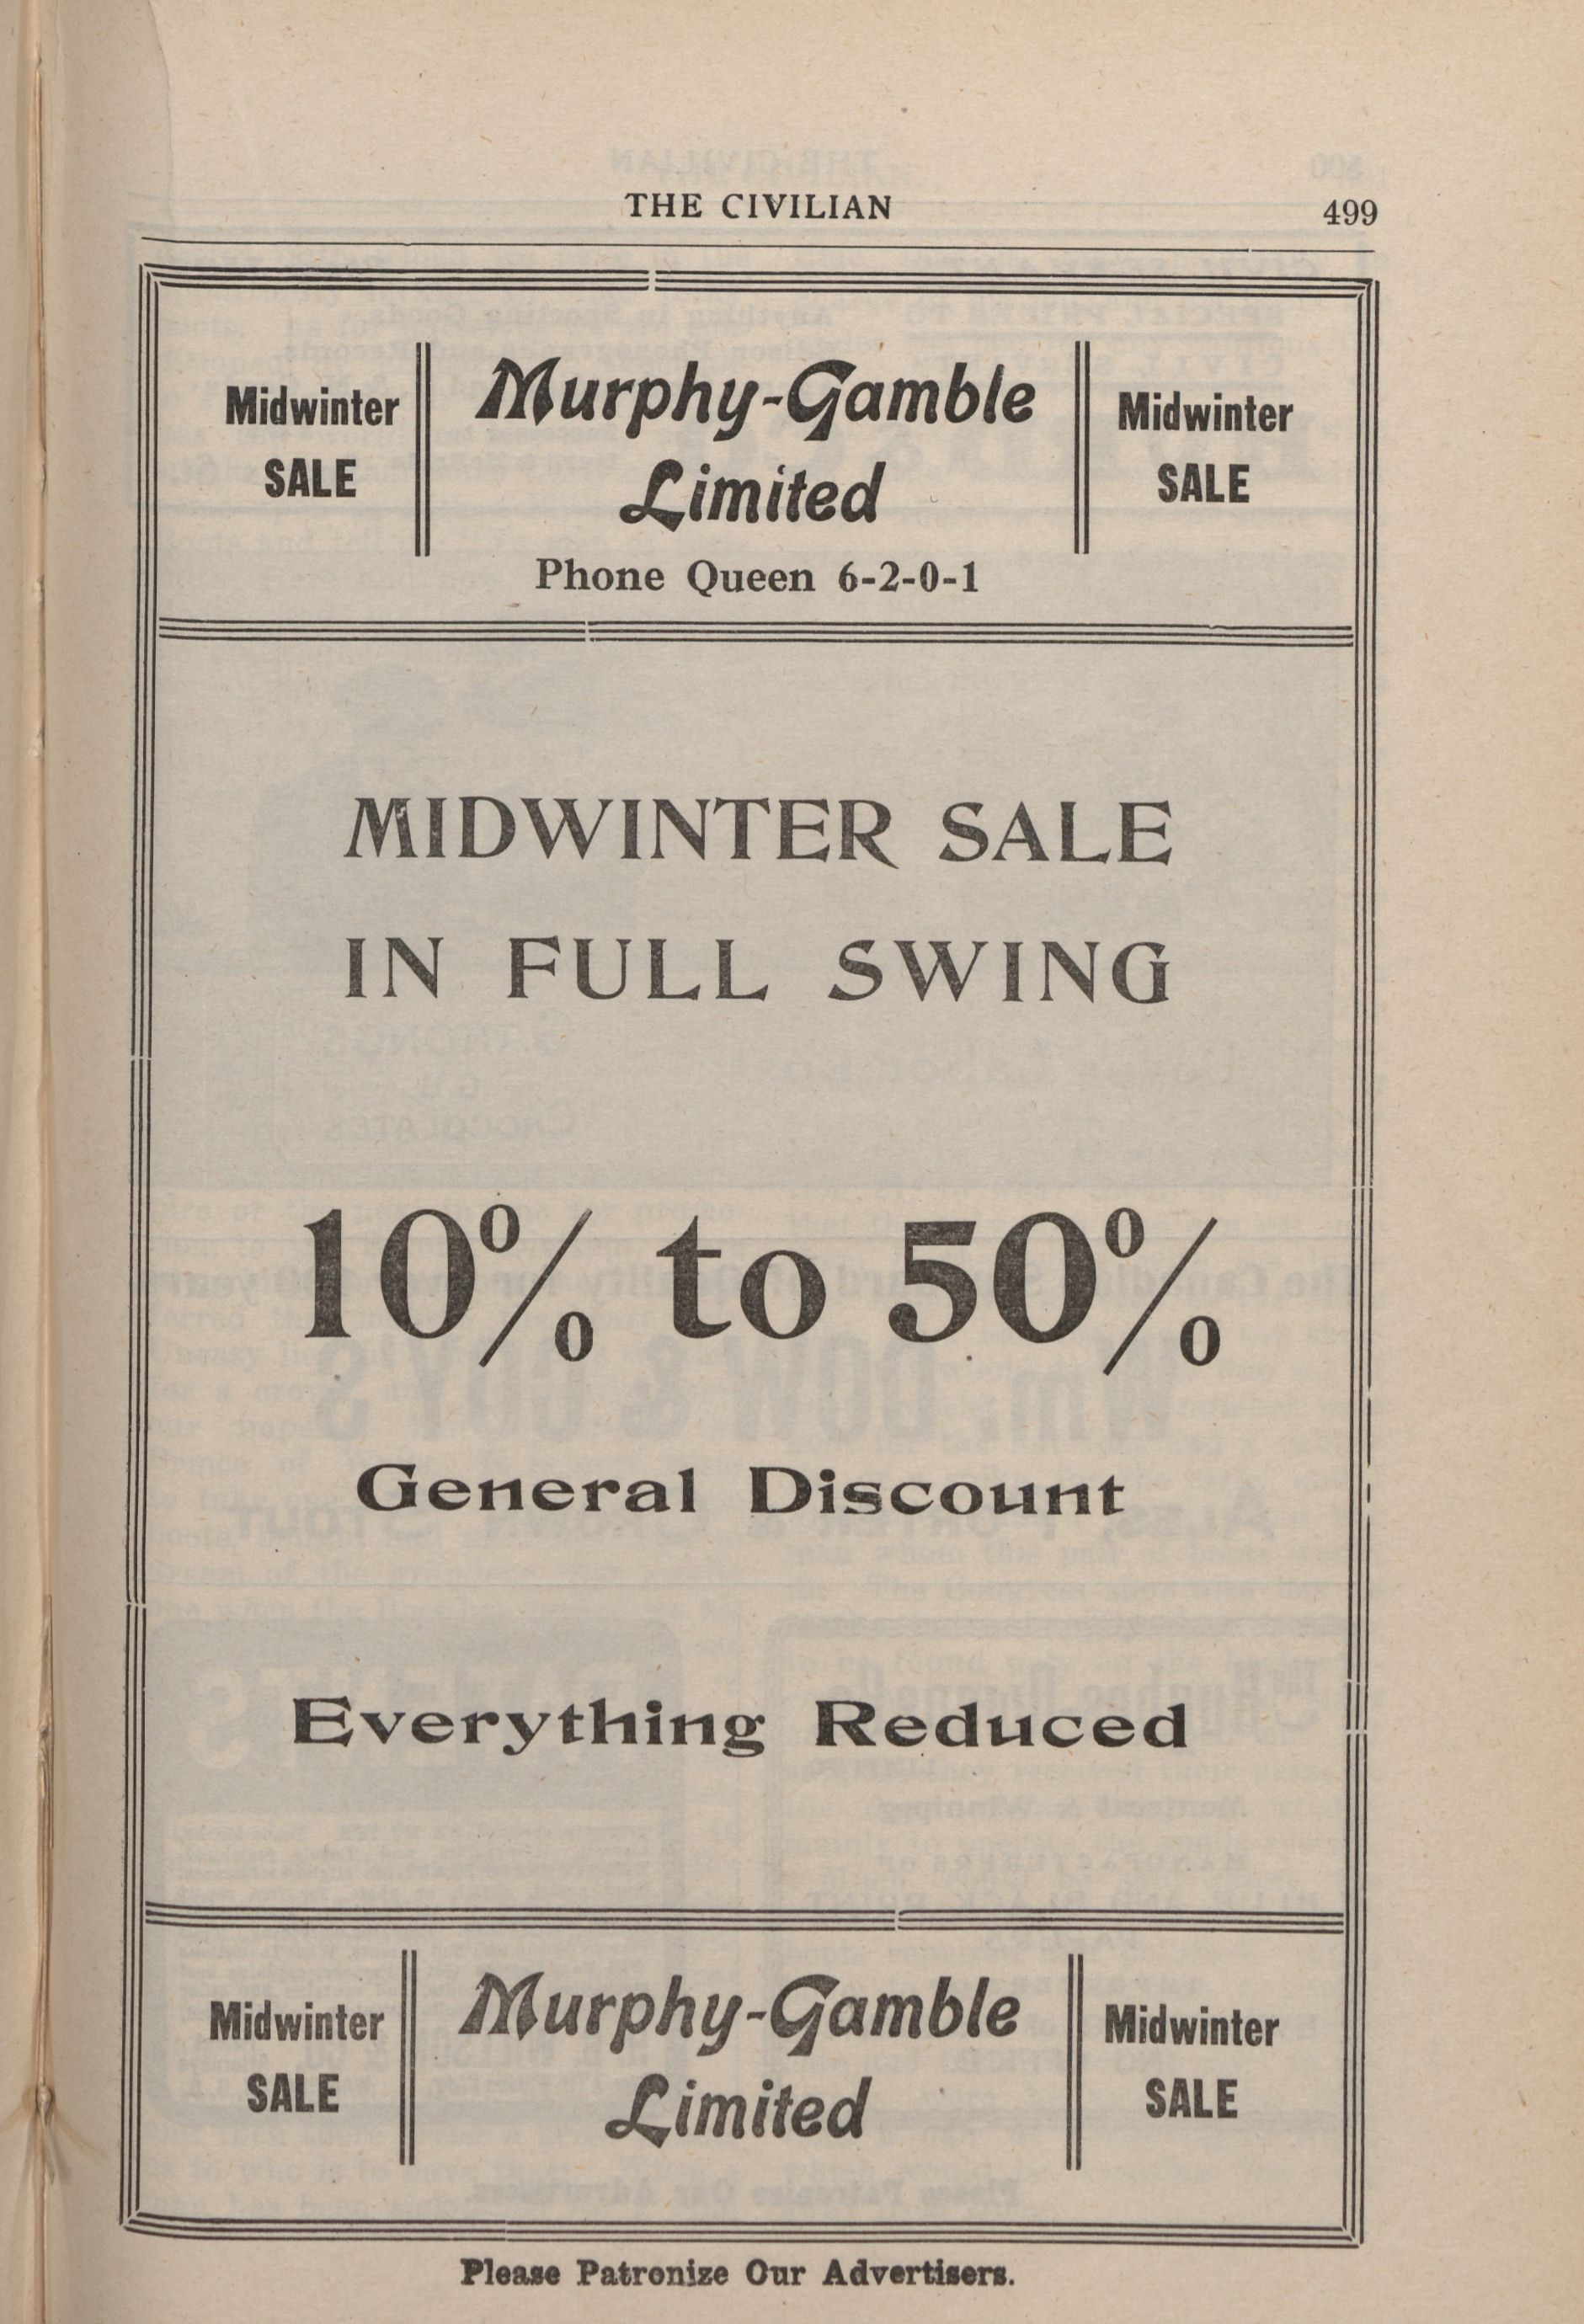 THE CIVILIAN 499
Midwinter
SALE
Murphy-Gamble
Limited
Phone Queen 6-2-0-1
Midwinter
SALE
MIDWINTER SALE
IN FULL SWING
10% to 50%
General Discount
Everything Reduced
Midwinter
SALE
Murphy-Gamble
Limited
Midwinter
SALE
Please Patronize Our Advertisers.